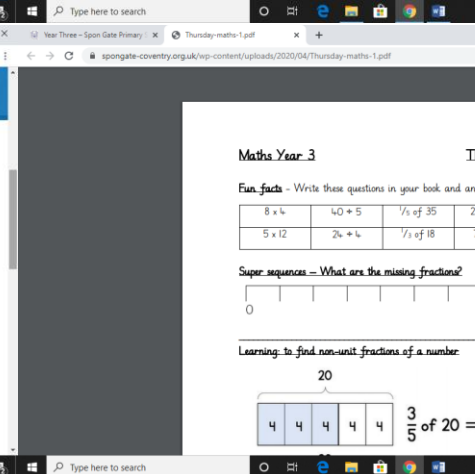 Type here to search
Year Three – Spon Gate Primary
Thursday-maths-1.pdf
spongate-coventry.org.uk/wp-content/uploads/2020/04/Thursday-maths-1.pdf
Maths Year 3
Fun facts - Write these questions in your book and an
8 x 4 40 ÷ 5 1/5 of 35 2
5 x 12 24 ÷ 4 1/3 of 18
Super sequences – What are the missing fractions?
0
Learning: to find non-unit fractions of a number
20
4 4 4 4 4 3/5 of 20 =
Type here to search